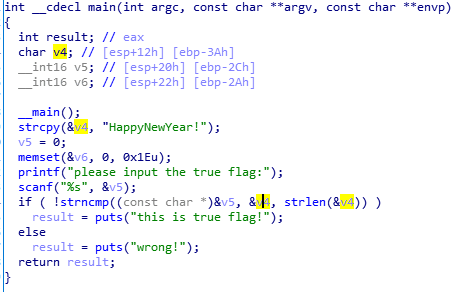 int __cdecl main(int argc, const char **argv, const char **envp)
{
  int result; // eax
  char v4; // [esp+12h] [ebp-3Ah]
  __int16 v5; // [esp+20h] [ebp-2Ch]
  __int16 v6; // [esp+22h] [ebp-2Ah]

  __main();
  strcpy(&v4, "HappyNewYear!");
  v5 = 0;
  memset(&v6, 0, 0x1Eu);
  printf("please input the true flag:");
  scanf("%s", &v5);
  if ( !strncmp((const char *)&v5, &v4, strlen(&v4)) )
    result = puts("this is true flag!");
  else
    result = puts("wrong!");
  return result;
}